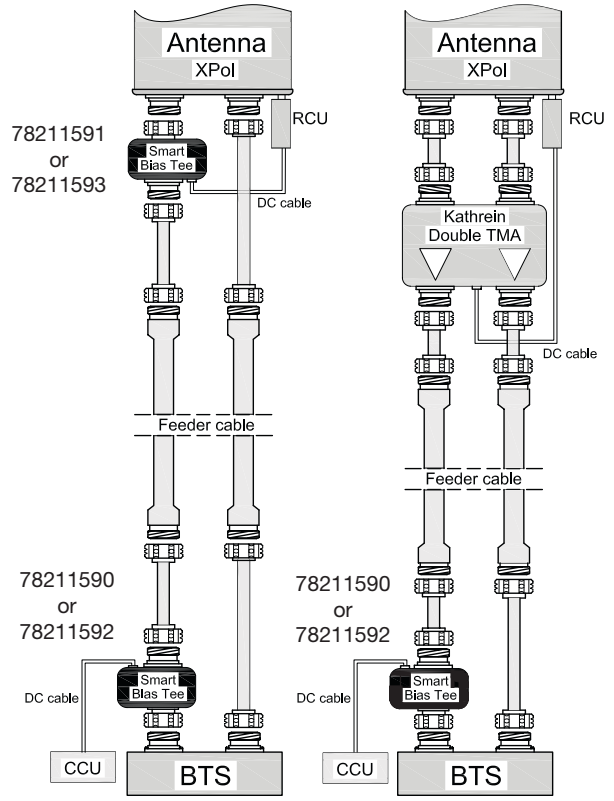 Antenna
XPol
RCU
78211591
or
78211593
Smart
Bias Tee
DC cable
Feeder cable
78211590
or
78211592
Smart
Bias Tee
DC cable
CCU
BTS
Antenna
XPol
RCU
Kathrein
Double TMA
DC cable
Feeder cable
78211590
or
78211592
Smart
Bias Tee
DC cable
CCU
BTS